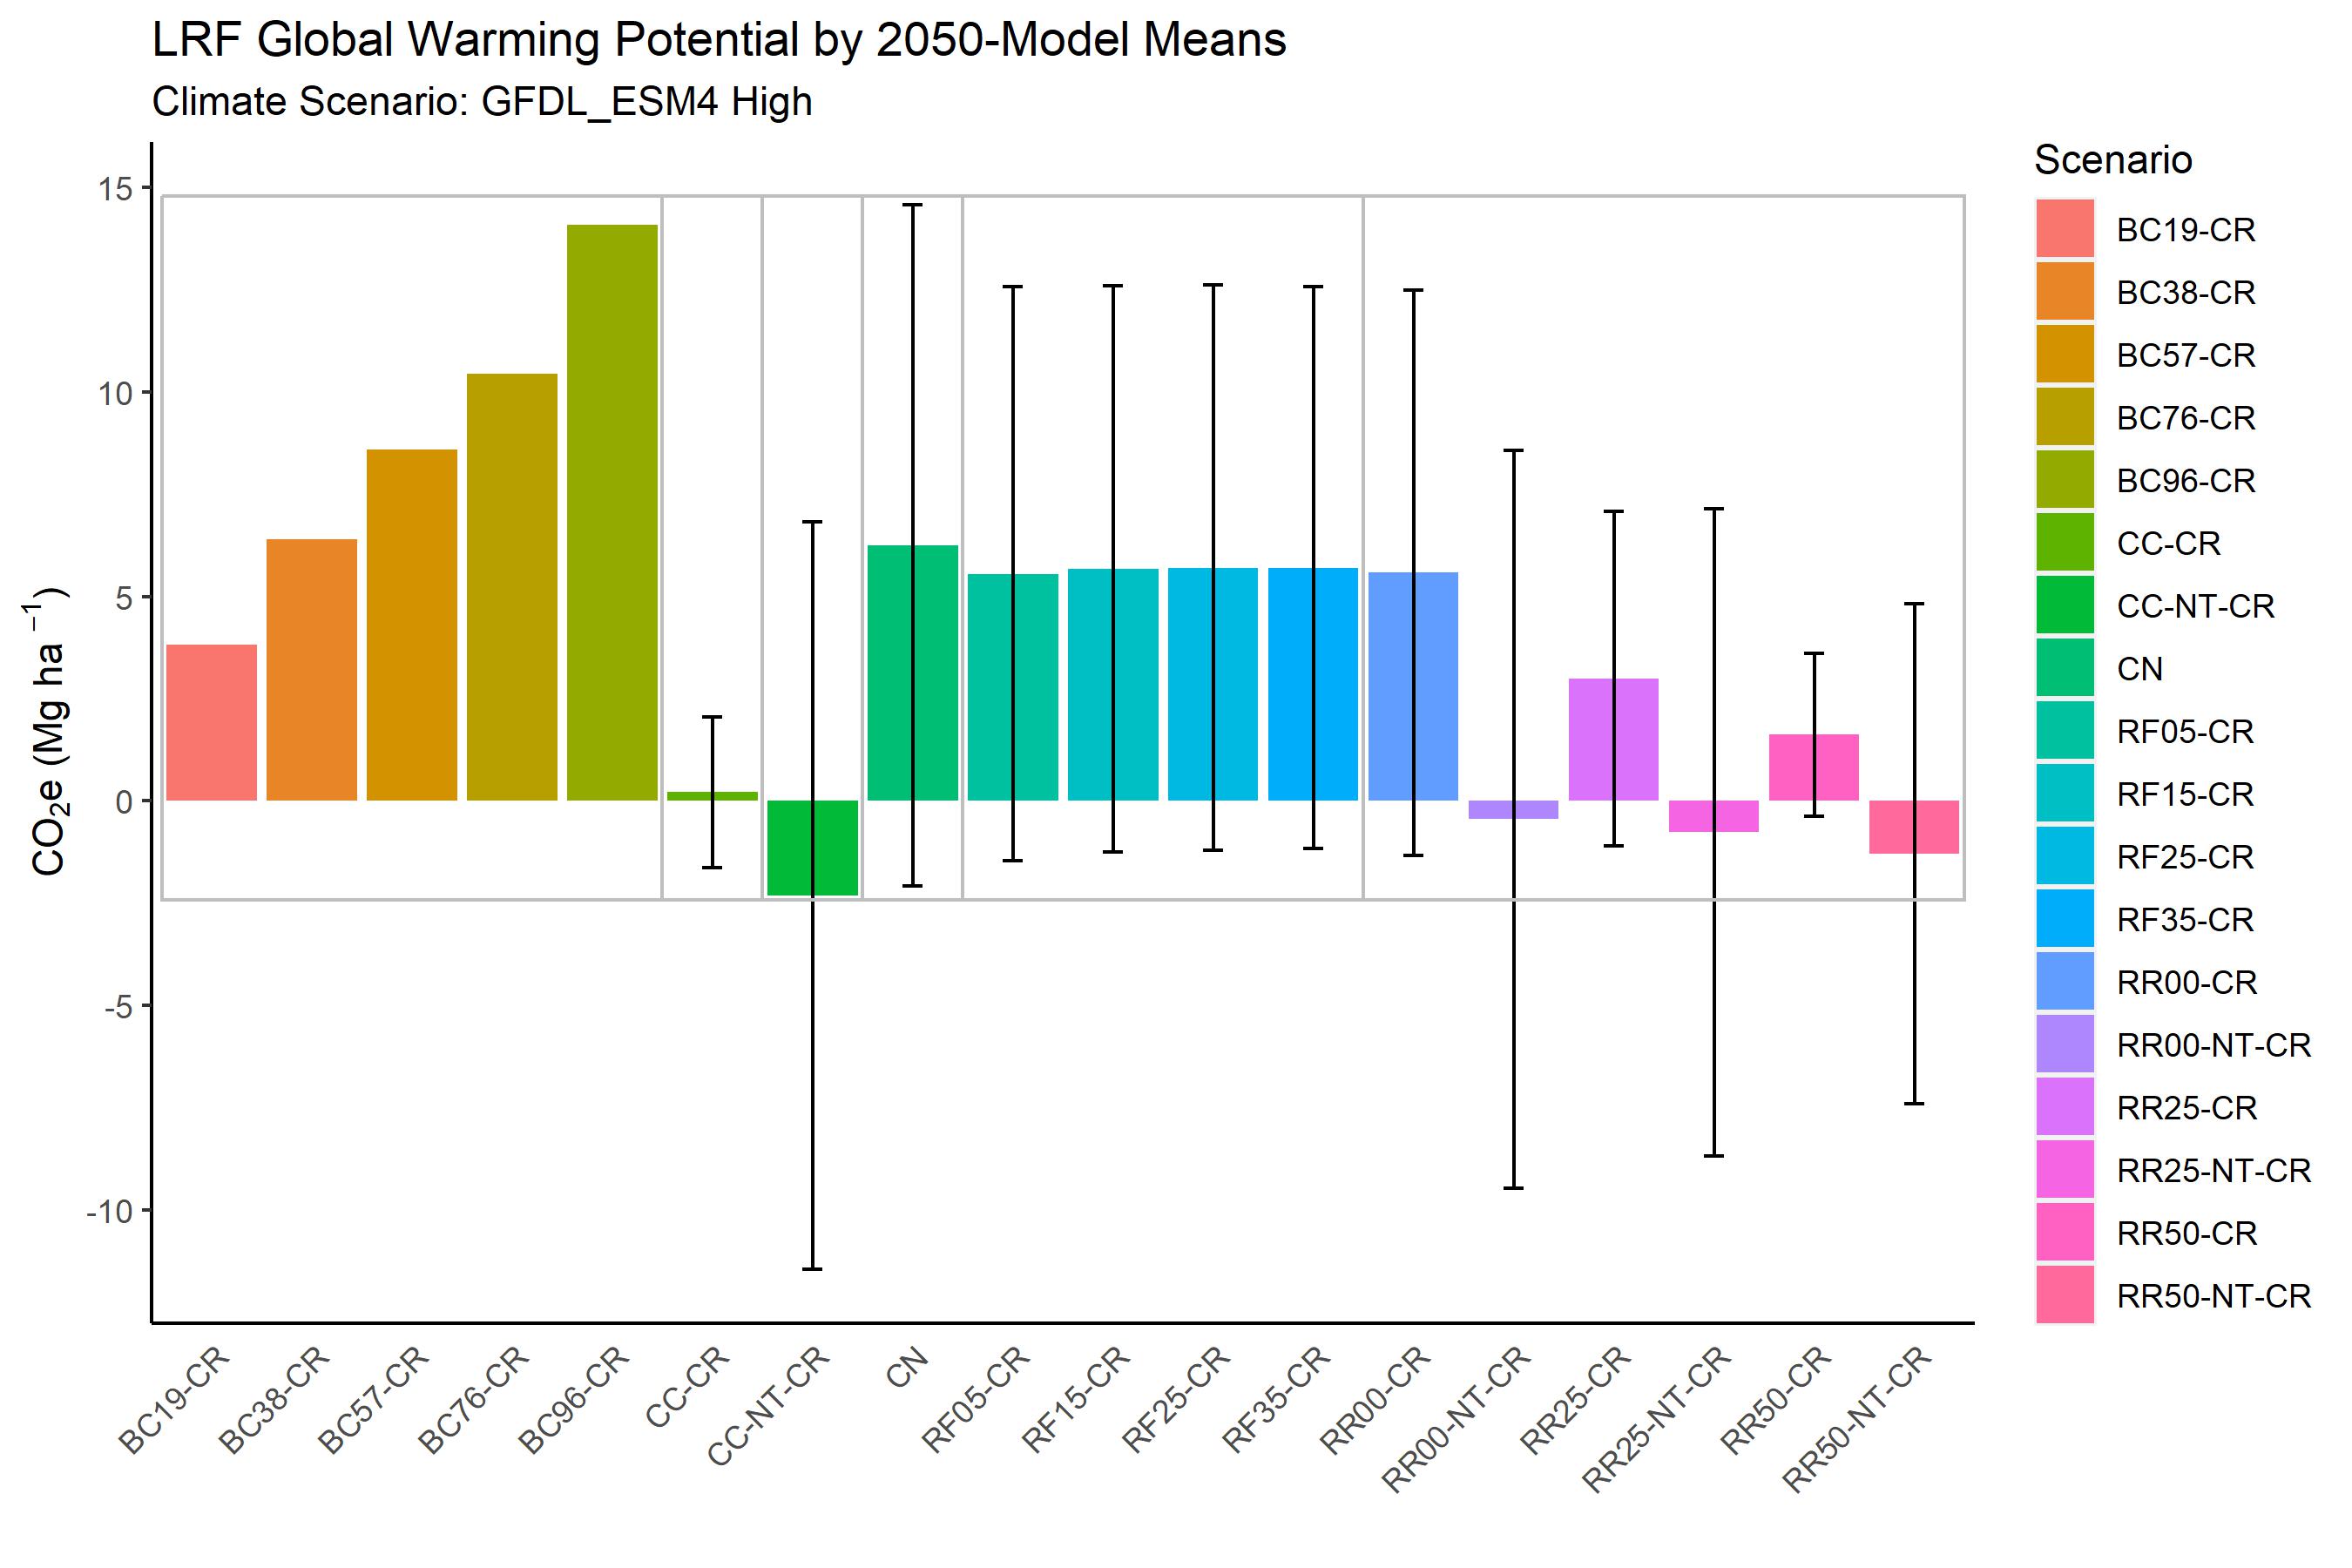 LRF Global Warming Potential by 2050-Model Means
Climate Scenario: GFDL_ESM4 High
CO₂e (Mg ha ⁻¹)
15
10
5
0
-5
-10
BC19-CR
BC38-CR
BC57-CR
BC76-CR
BC96-CR
CC-CR
CC-NT-CR
CN
RF05-CR
RF15-CR
RF25-CR
RF35-CR
RR00-CR
RR00-NT-CR
RR25-CR
RR25-NT-CR
RR50-CR
RR50-NT-CR
Scenario
BC19-CR
BC38-CR
BC57-CR
BC76-CR
BC96-CR
CC-CR
CC-NT-CR
CN
RF05-CR
RF15-CR
RF25-CR
RF35-CR
RR00-CR
RR00-NT-CR
RR25-CR
RR25-NT-CR
RR50-CR
RR50-NT-CR